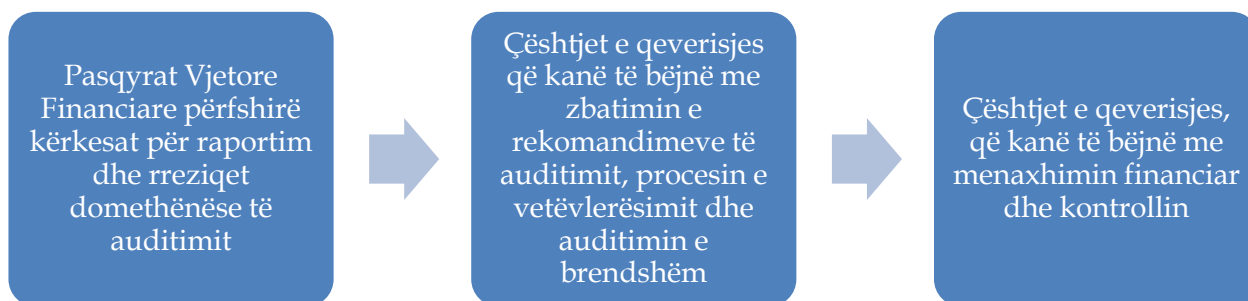 Pasqyrat Vjetore
Financiare përfshirë
kërkesat për raportim
dhe rreziqet
domethënëse të
auditimit
Çështjet e qeverisjes
që kanë të bëjnë me
zbatimin e
rekomandimeve të
auditimit, procesin e
vetëvlerësimit dhe
auditimin e
brendshëm
Çështjet e qeverisjes,
që kanë të bëjnë me
menaxhimin financiar
dhe kontrollin